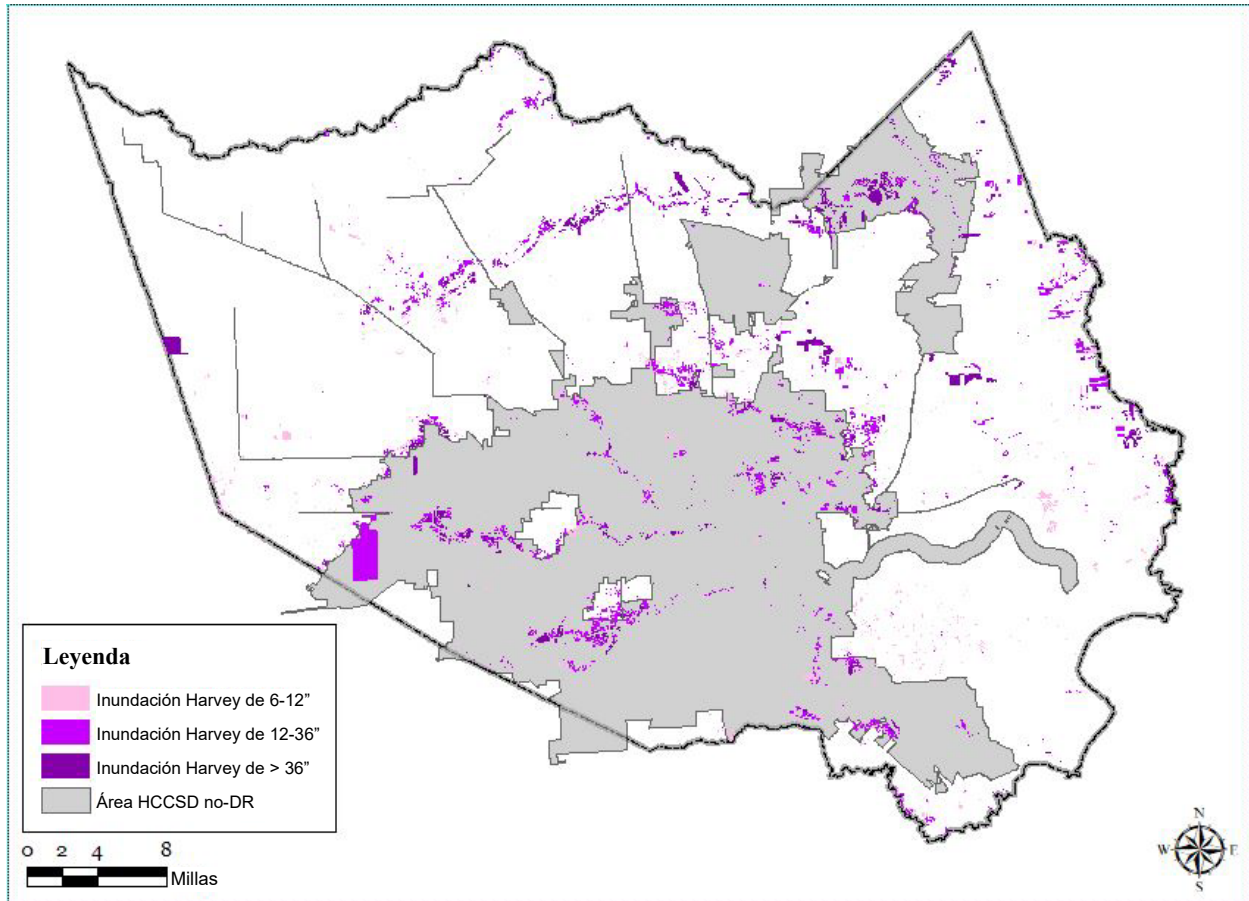 Leyenda
Inundación Harvey de 6-12”
Inundación Harvey de 12-36”
Inundación Harvey de > 36”
Área HCCSD no-DR
0 2 4 8
Millas
N
W E
S